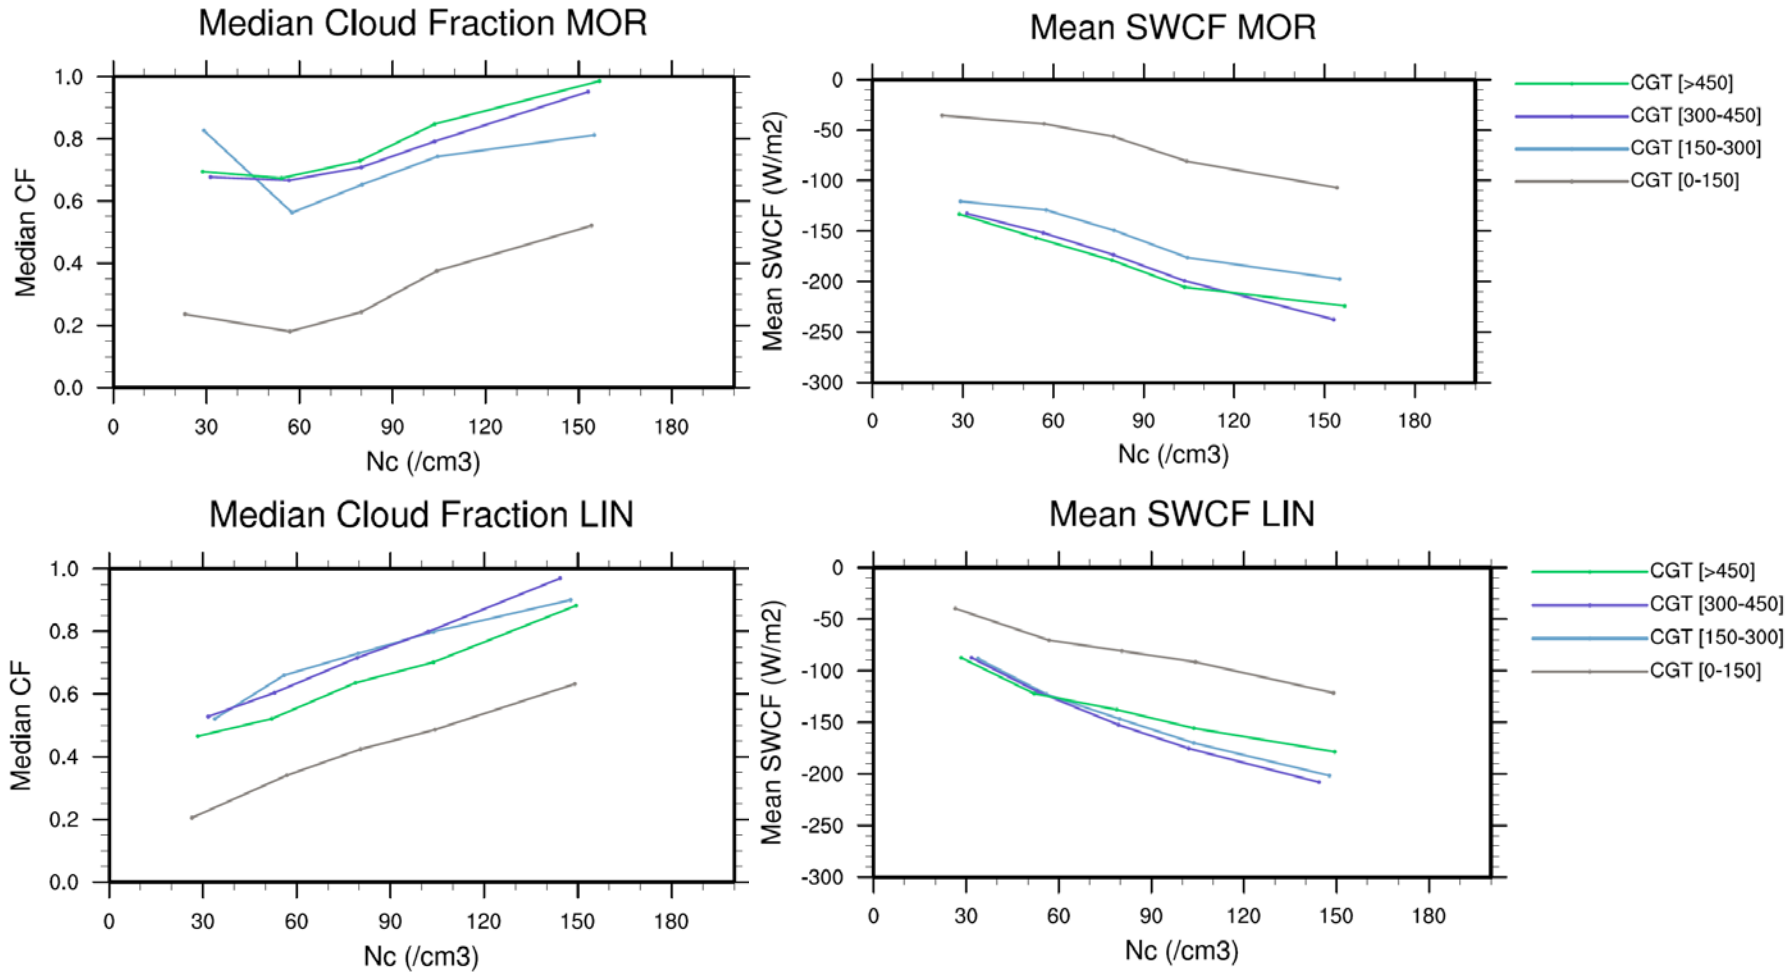 Median Cloud Fraction MOR
Median CF
1.0
0.8
0.6
0.4
0.2
0.0
0 30 60 90 120 150 180
Nc (/cm3)
Mean SWCF MOR
Mean SWCF (W/m2)
0
-50
-100
-150
-200
-250
-300
0 30 60 90 120 150 180
Nc (/cm3)
CGT [>450]
CGT [300-450]
CGT [150-300]
CGT [0-150]
Median Cloud Fraction LIN
Median CF
1.0
0.8
0.6
0.4
0.2
0.0
0 30 60 90 120 150 180
Nc (/cm3)
Mean SWCF LIN
Mean SWCF (W/m2)
0
-50
-100
-150
-200
-250
-300
0 30 60 90 120 150 180
Nc (/cm3)
CGT [>450]
CGT [300-450]
CGT [150-300]
CGT [0-150]